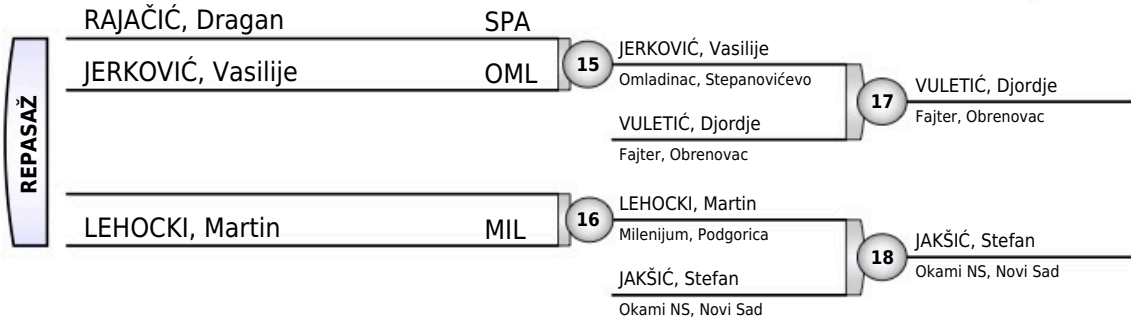 REPASAŽ
RAJAČIĆ, Dragan SPA
JERKOVIĆ, Vasilije OML
15
JERKOVIĆ, Vasilije
Omladinac, Stepanovićevo
VULETIĆ, Djordje
Fajter, Obrenovac
17
VULETIĆ, Djordje
Fajter, Obrenovac
LEHOCKI, Martin MIL
16
LEHOCKI, Martin
Milenijum, Podgorica
JAKŠIĆ, Stefan
Okami NS, Novi Sad
18
JAKŠIĆ, Stefan
Okami NS, Novi Sad